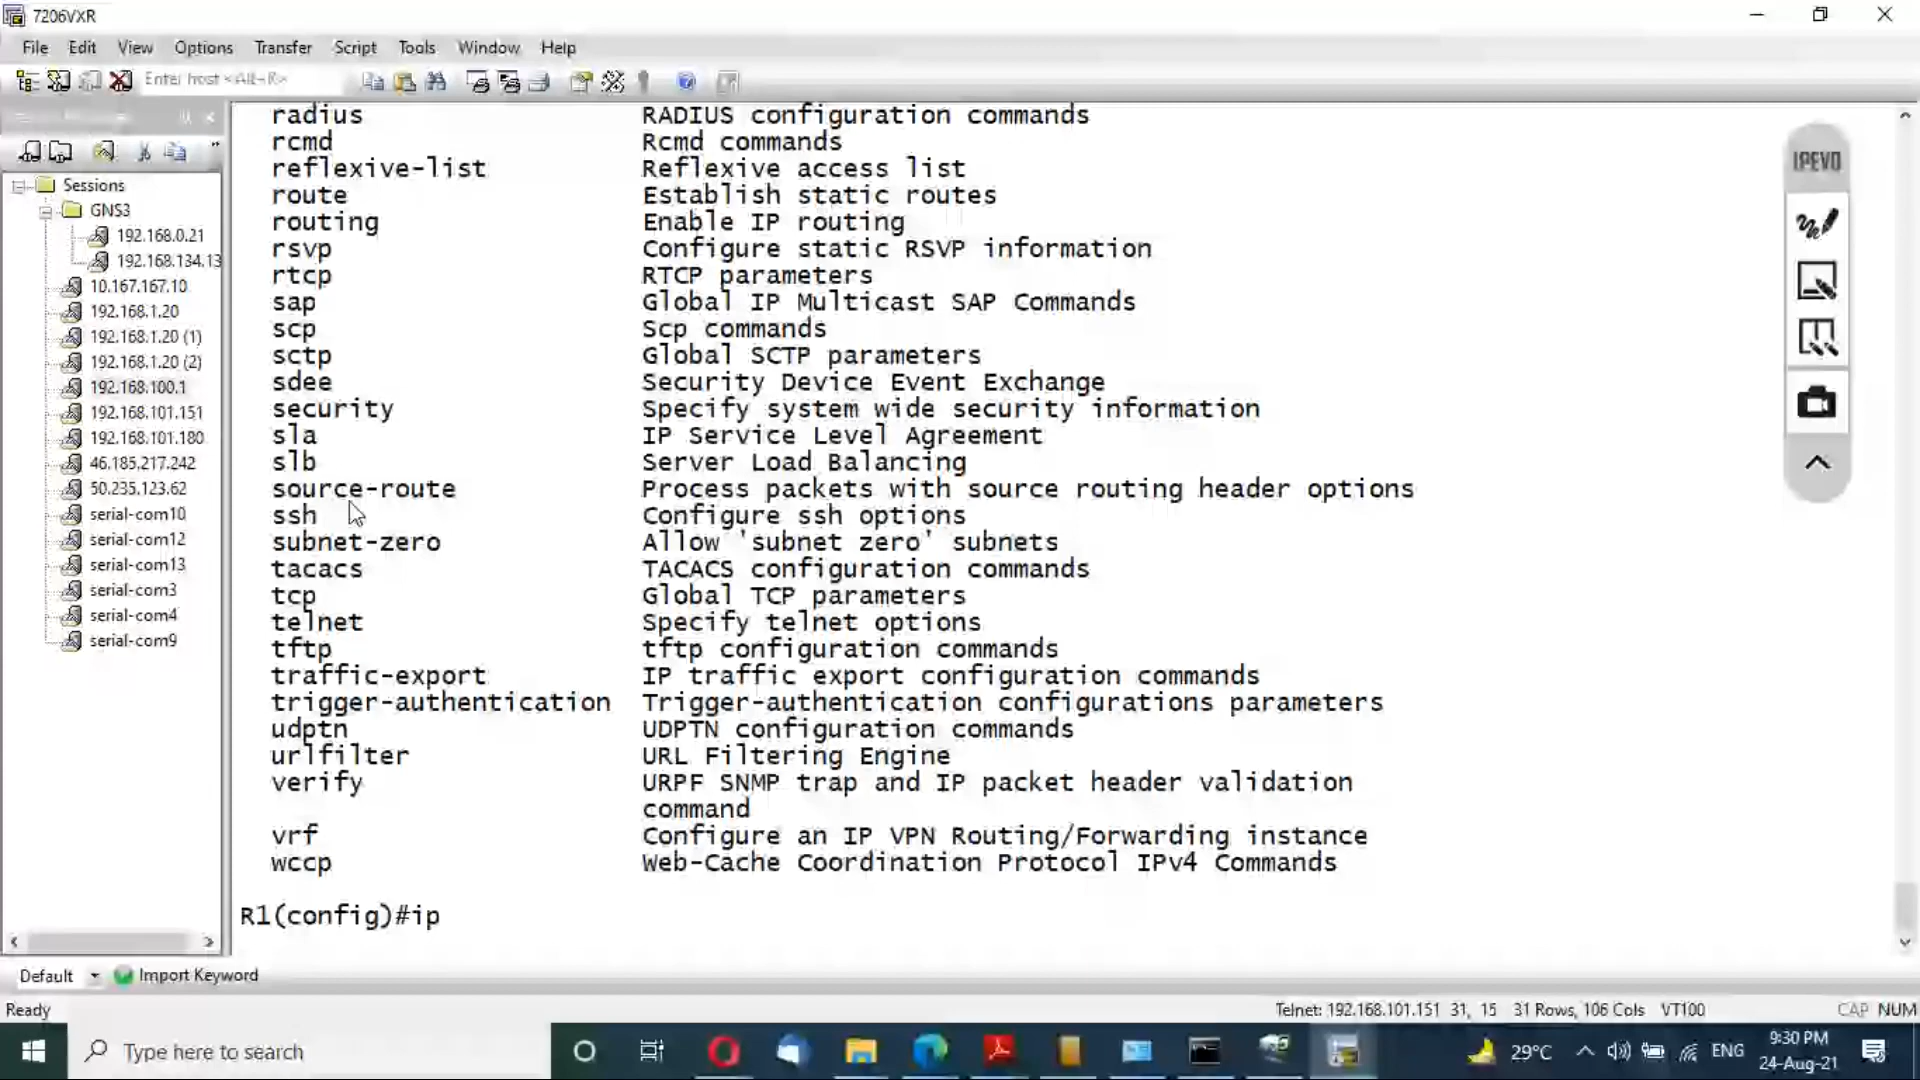 7206VXR
File Edit View Options Transfer Script Tools Window Help
Enter host <Alt+R>
Sessions
GNS3
192.168.0.21
192.168.134.13
10.167.167.10
192.168.1.20
192.168.1.20 (1)
192.168.1.20 (2)
192.168.100.1
192.168.101.151
192.168.101.180
46.185.217.242
50.235.123.62
serial-com10
serial-com12
serial-com13
serial-com3
serial-com4
serial-com9
radius RADIUS configuration commands
rcmd Rcmd commands
reflexive-list Reflexive access list
route Establish static routes
routing Enable IP routing
rsvp Configure static RSVP information
rtcp RTCP parameters
sap Global IP Multicast SAP Commands
scp Scp commands
sctp Global SCTP parameters
sdee Security Device Event Exchange
security Specify system wide security information
sla IP Service Level Agreement
slb Server Load Balancing
source-route Process packets with source routing header options
ssh Configure ssh options
subnet-zero Allow 'subnet zero' subnets
tacacs TACACS configuration commands
tcp Global TCP parameters
telnet Specify telnet options
tftp tftp configuration commands
traffic-export IP traffic export configuration commands
trigger-authentication Trigger-authentication configurations parameters
udptn UDPTN configuration commands
urlfilter URL Filtering Engine
verify URPF SNMP trap and IP packet header validation
command
vrf Configure an IP VPN Routing/Forwarding instance
wccp Web-Cache Coordination Protocol IPv4 Commands
R1(config)#ip
IPEVO
Default Import Keyword
Ready Telnet: 192.168.101.151 31, 15 31 Rows, 106 Cols VT100 CAP NUM
Type here to search 29°C ENG 9:30 PM
24-Aug-21